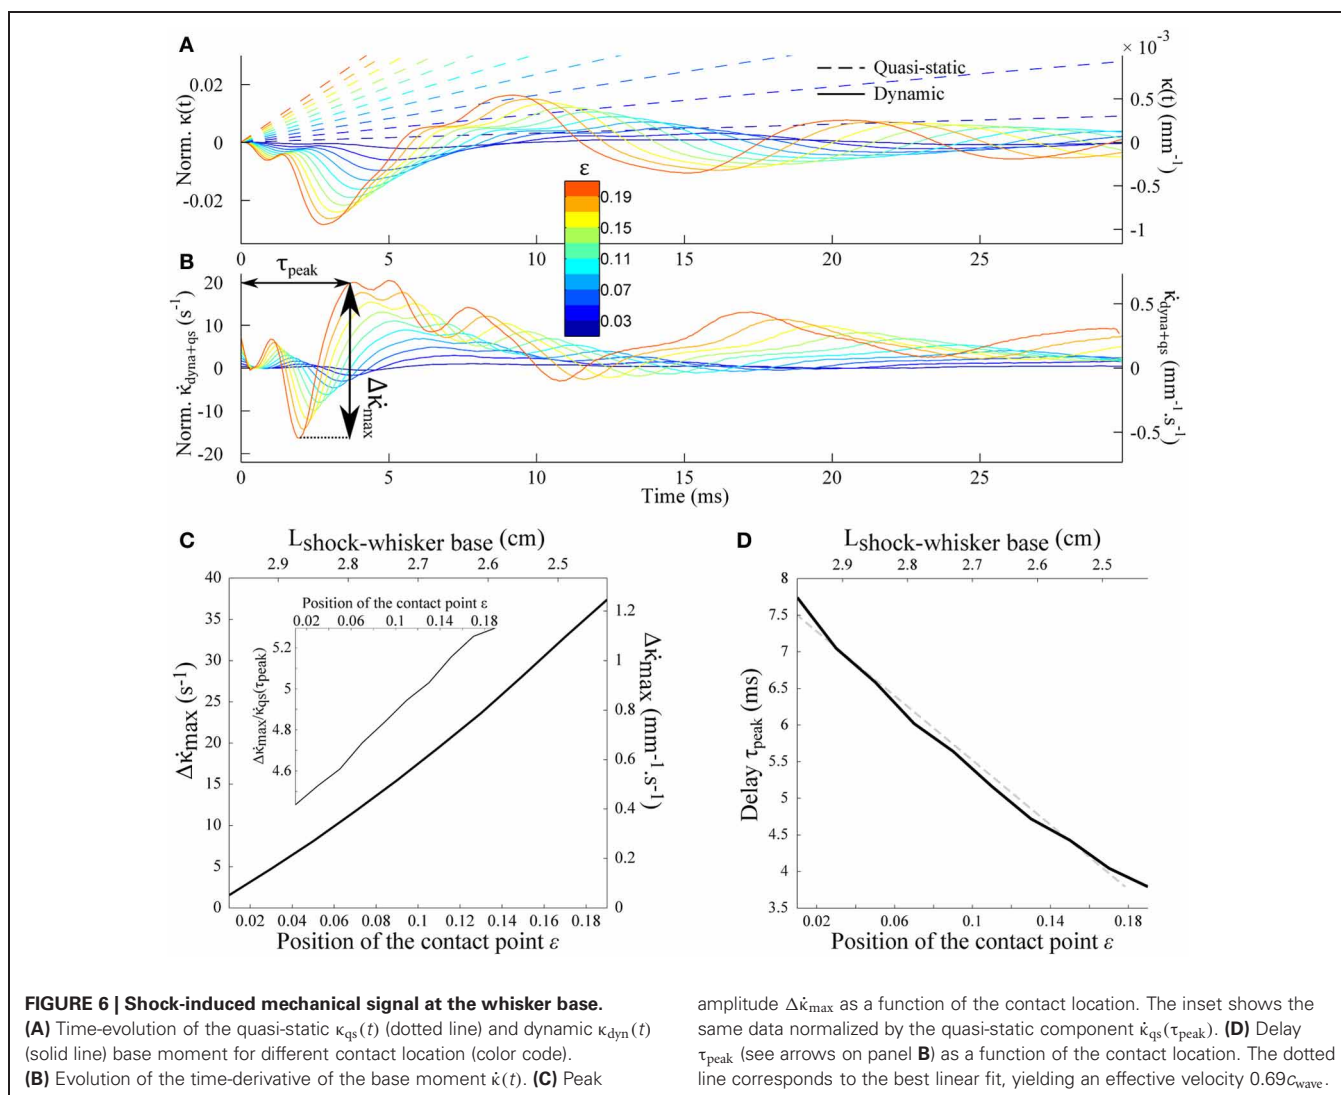 A
× 10⁻³
Quasi-static
Dynamic
Norm. κ(t)
0.02
0
-0.02
0.5
0
-0.5
-1
κ(t) (mm⁻¹)
0 5 10 15 20 25
ε
0.19
0.15
0.11
0.07
0.03
B
τpeak
Δκ̇max
Norm. κ̇dyna+qs (s⁻¹)
20
10
0
-10
-20
0.5
0
-0.5
κ̇dyna+qs (mm⁻¹.s⁻¹)
0 5 10 15 20 25
Time (ms)
C
Lshock-whisker base (cm)
2.9 2.8 2.7 2.6 2.5
Δκ̇max (s⁻¹)
40
35
30
25
20
15
10
5
0
Position of the contact point ε
0.02 0.06 0.1 0.14 0.18
Δκ̇max/κ̇qs(τpeak)
5.2
5
4.8
4.6
1.2
1
0.8
0.6
0.4
0.2
0
Δκ̇max (mm⁻¹.s⁻¹)
0.02 0.04 0.06 0.08 0.1 0.12 0.14 0.16 0.18
Position of the contact point ε
D
Lshock-whisker base (cm)
2.9 2.8 2.7 2.6 2.5
Delay τpeak (ms)
8
7.5
7
6.5
6
5.5
5
4.5
4
3.5
0.02 0.06 0.1 0.14 0.18
Position of the contact point ε
FIGURE 6 | Shock-induced mechanical signal at the whisker base.
(A) Time-evolution of the quasi-static κqs(t) (dotted line) and dynamic κdyn(t)
(solid line) base moment for different contact location (color code).
(B) Evolution of the time-derivative of the base moment κ̇(t). (C) Peak
amplitude Δκ̇max as a function of the contact location. The inset shows the
same data normalized by the quasi-static component κ̇qs(τpeak). (D) Delay
τpeak (see arrows on panel B) as a function of the contact location. The dotted
line corresponds to the best linear fit, yielding an effective velocity 0.69cwave.